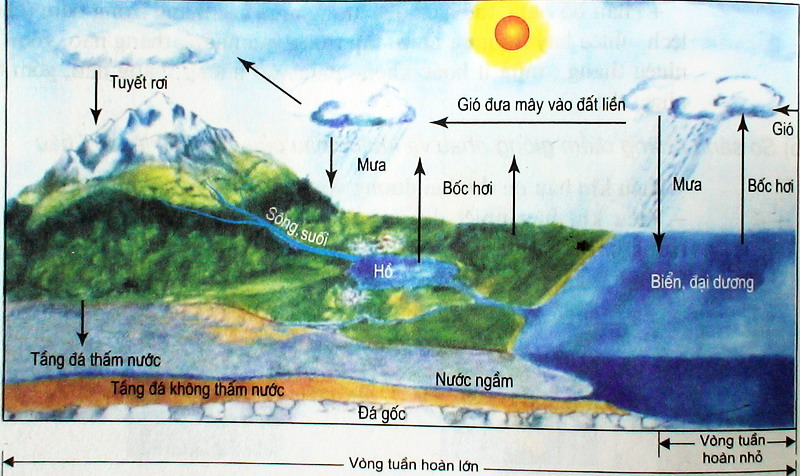 Tuyết rơi
Gió đưa mây vào đất liền
Gió
Mưa
Bốc hơi
Mưa
Bốc hơi
Sông, suối
Hồ
Biển, đại dương
Tầng đá thấm nước
Nước ngầm
Tầng đá không thấm nước
Đá gốc
Vòng tuần hoàn nhỏ
Vòng tuần hoàn lớn